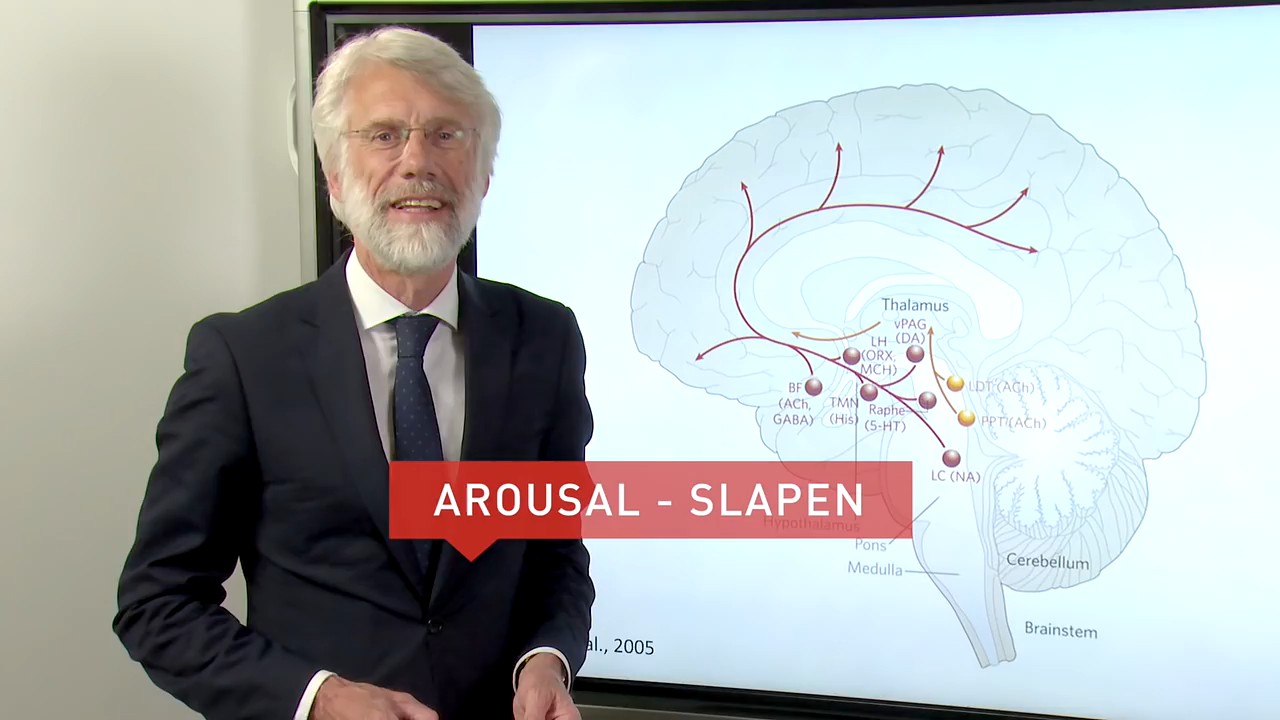 Thalamus
vPAG
(DA)
LH
(ORX,
MCH)
BF
(ACh,
GABA)
TMN
(His)
Raphe
(5-HT)
LDT (ACh)
PPT (ACh)
LC (NA)
AROUSAL - SLAPEN
Hypothalamus
Pons
Medulla
Cerebellum
Brainstem
al., 2005